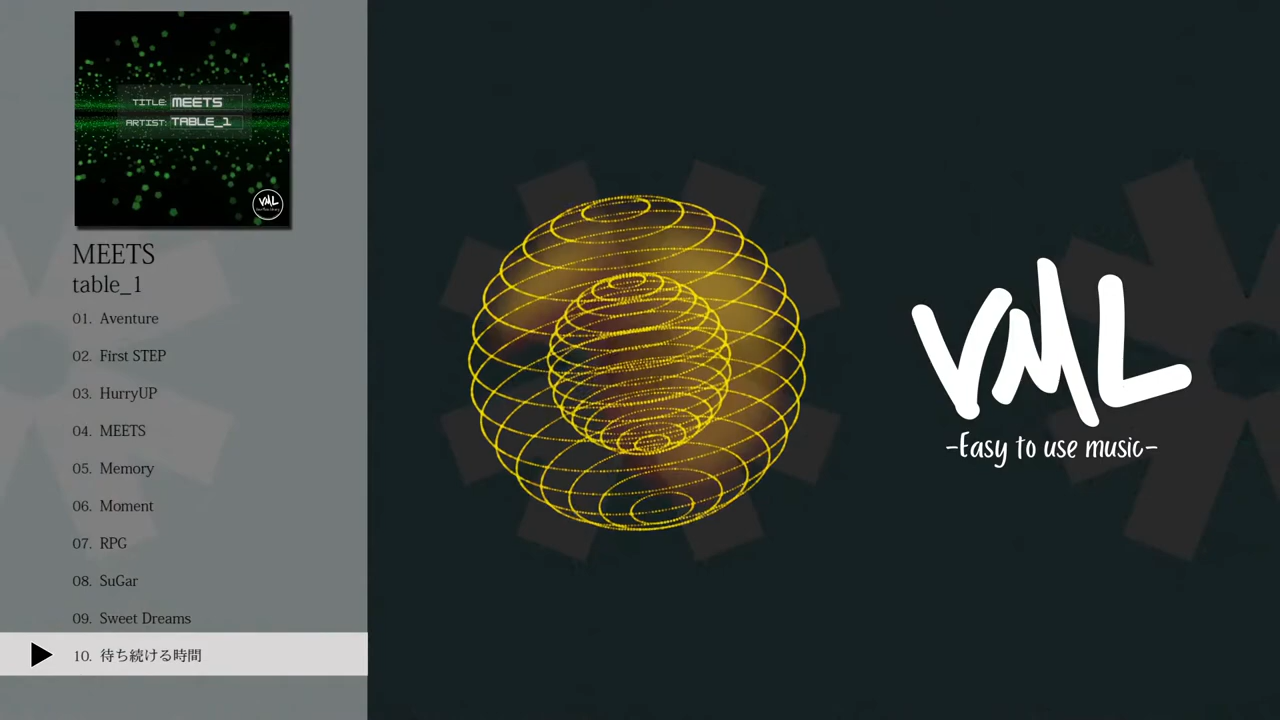 TITLE: MEETS
ARTIST: TABLE_1
VML
MEETS
table_1
01. Aventure
02. First STEP
03. HurryUP
04. MEETS
05. Memory
06. Moment
07. RPG
08. SuGar
09. Sweet Dreams
10. 待ち続ける時間
VML
-Easy to use music-